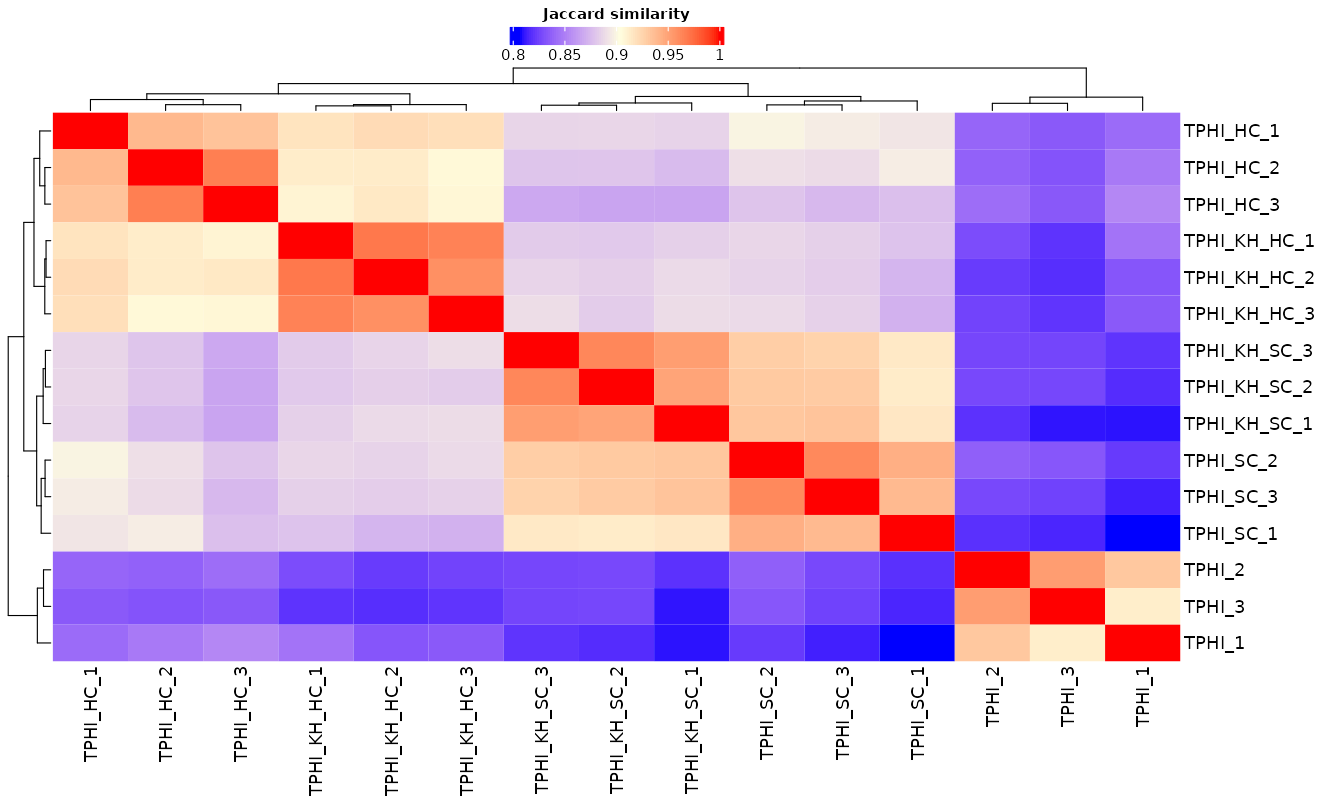 Jaccard similarity
0.8 0.85 0.9 0.95 1
TPHI_HC_1
TPHI_HC_2
TPHI_HC_3
TPHI_KH_HC_1
TPHI_KH_HC_2
TPHI_KH_HC_3
TPHI_KH_SC_3
TPHI_KH_SC_2
TPHI_KH_SC_1
TPHI_SC_2
TPHI_SC_3
TPHI_SC_1
TPHI_2
TPHI_3
TPHI_1
TPHI_HC_1
TPHI_HC_2
TPHI_HC_3
TPHI_KH_HC_1
TPHI_KH_HC_2
TPHI_KH_HC_3
TPHI_KH_SC_3
TPHI_KH_SC_2
TPHI_KH_SC_1
TPHI_SC_2
TPHI_SC_3
TPHI_SC_1
TPHI_2
TPHI_3
TPHI_1